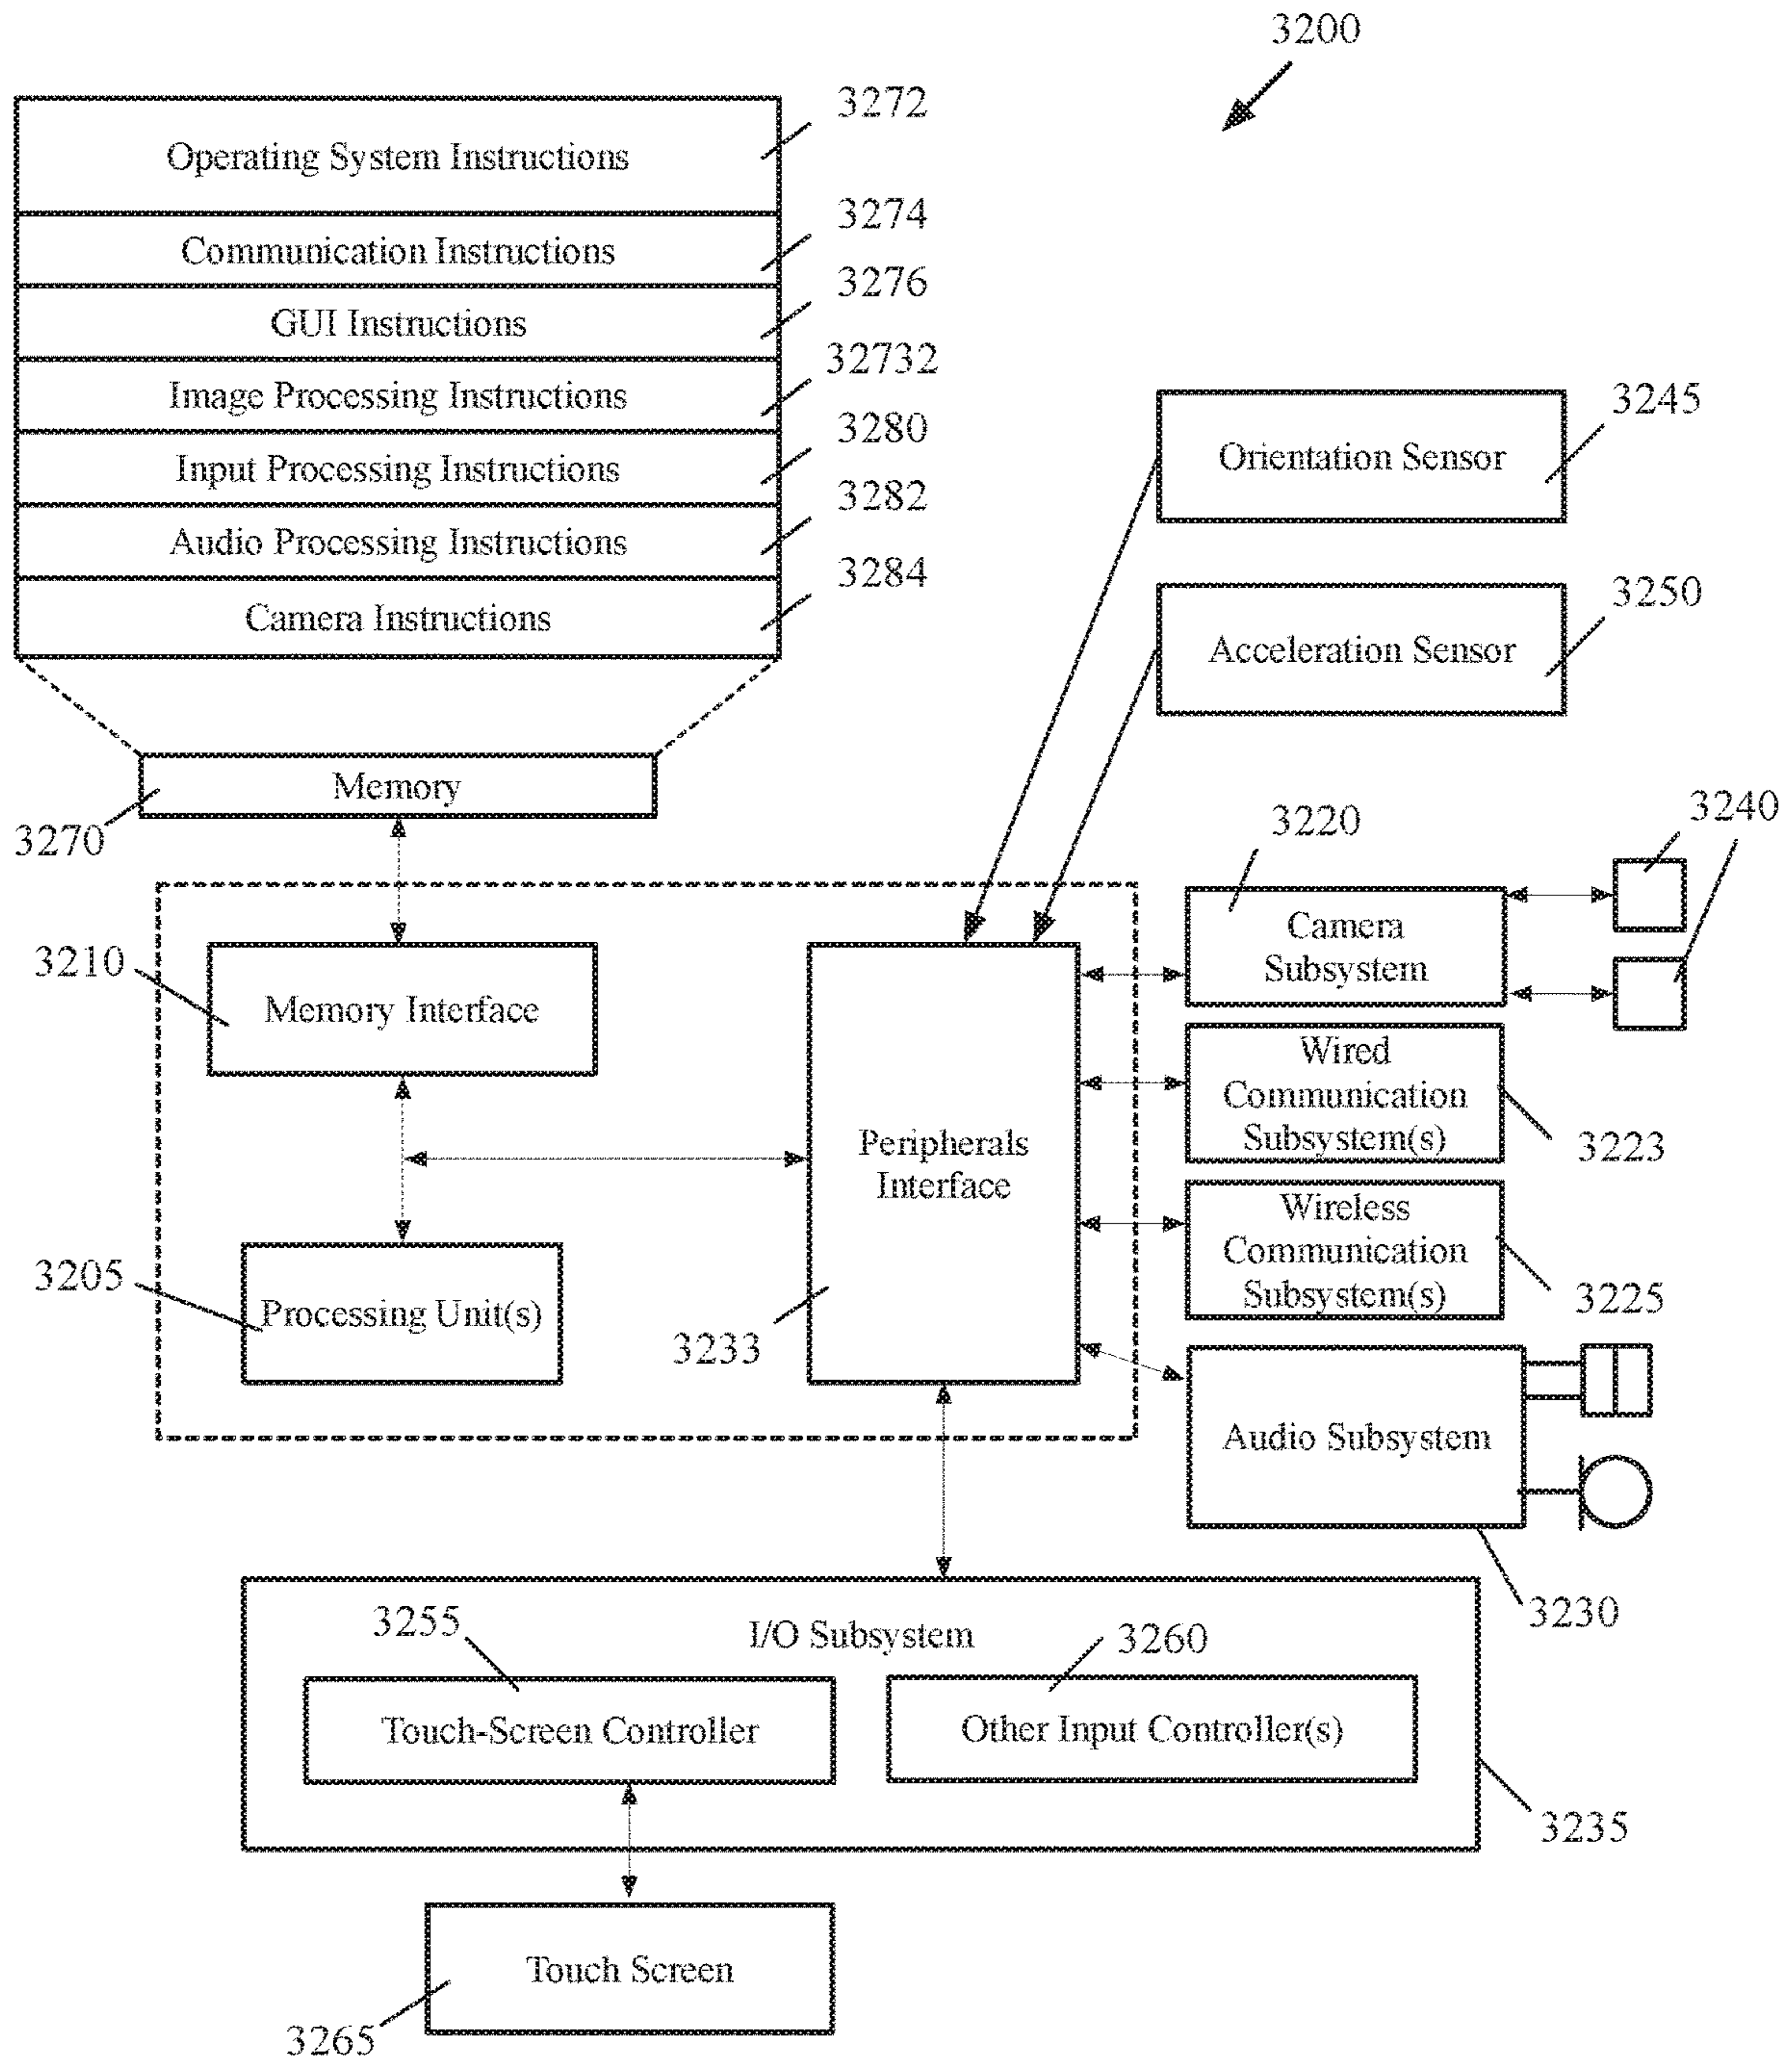 3200
3272
Operating System Instructions
3274
Communication Instructions
3276
GUI Instructions
32732
Image Processing Instructions
3280
Input Processing Instructions
3282
Audio Processing Instructions
3284
Camera Instructions
3245
Orientation Sensor
3250
Acceleration Sensor
Memory
3270
3220
3240
Camera
Subsystem
3210
Memory Interface
Wired
Communication
Subsystem(s)
3223
Peripherals
Interface
Wireless
Communication
Subsystem(s)
3225
3205
Processing Unit(s)
3233
Audio Subsystem
3230
I/O Subsystem
3255
3260
Touch-Screen Controller
Other Input Controller(s)
3235
Touch Screen
3265